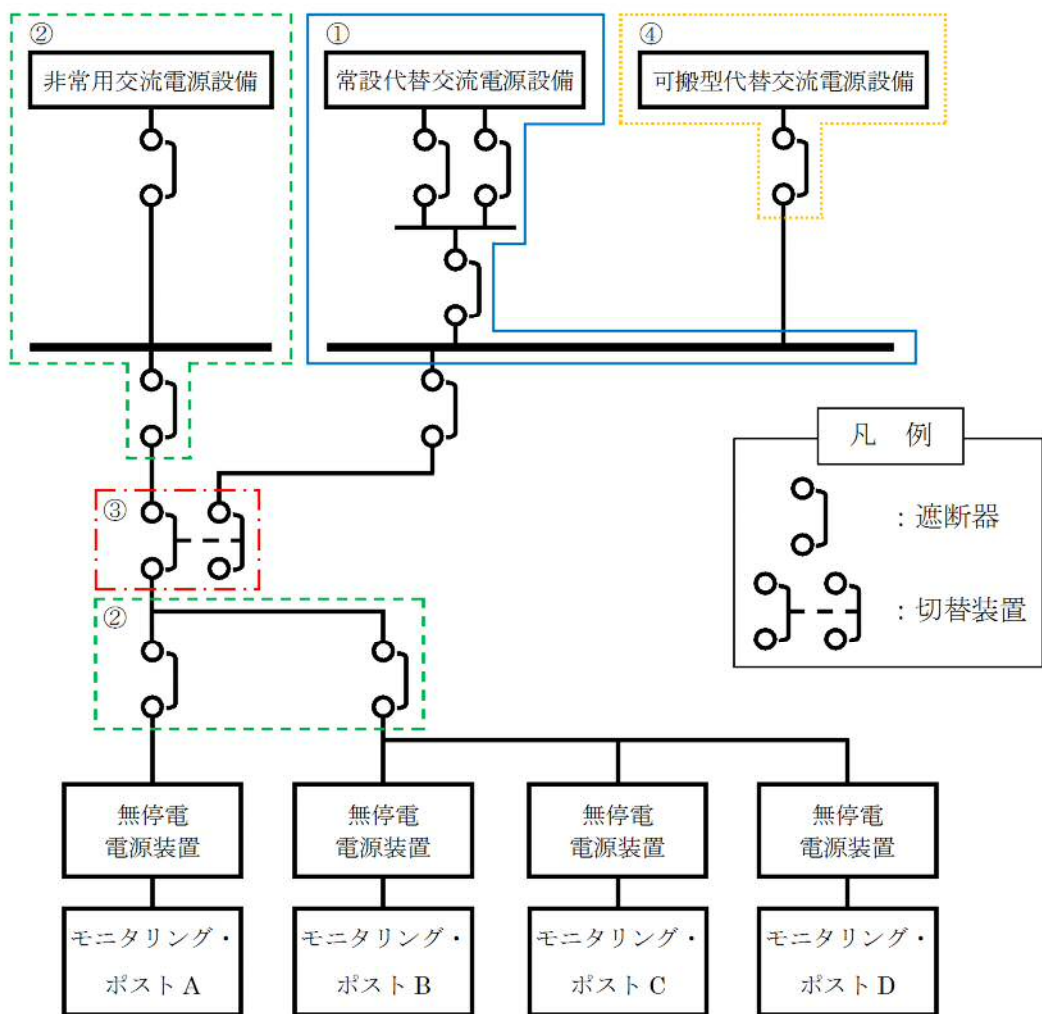 ②
非常用交流電源設備
①
常設代替交流電源設備
④
可搬型代替交流電源設備
凡 例
：遮断器
：切替装置
③
②
無停電
電源装置
無停電
電源装置
無停電
電源装置
無停電
電源装置
モニタリング・
ポスト A
モニタリング・
ポスト B
モニタリング・
ポスト C
モニタリング・
ポスト D